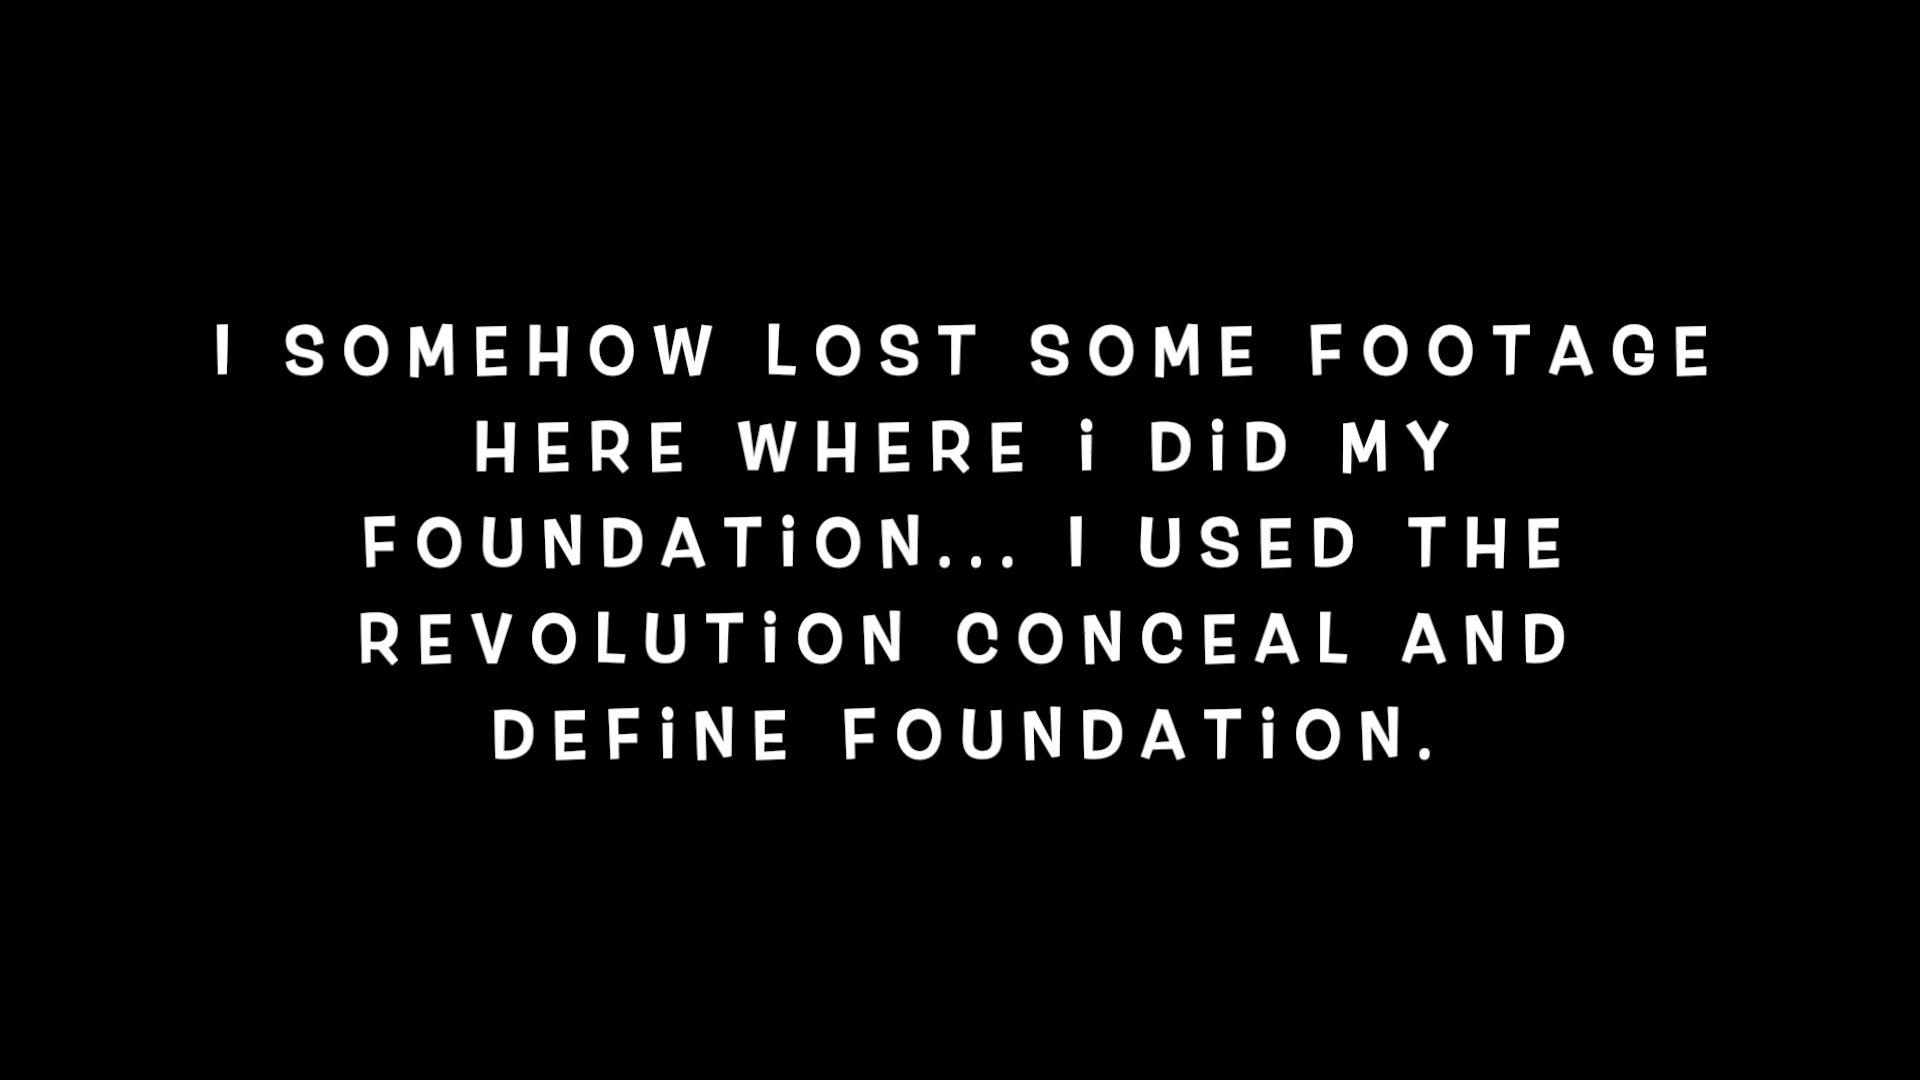 I SOMEHOW LOST SOME FOOTAGE
HERE WHERE i DiD MY
FOUNDATiON... I USED THE
REVOLUTiON CONCEAL AND
DEFiNE FOUNDATiON.